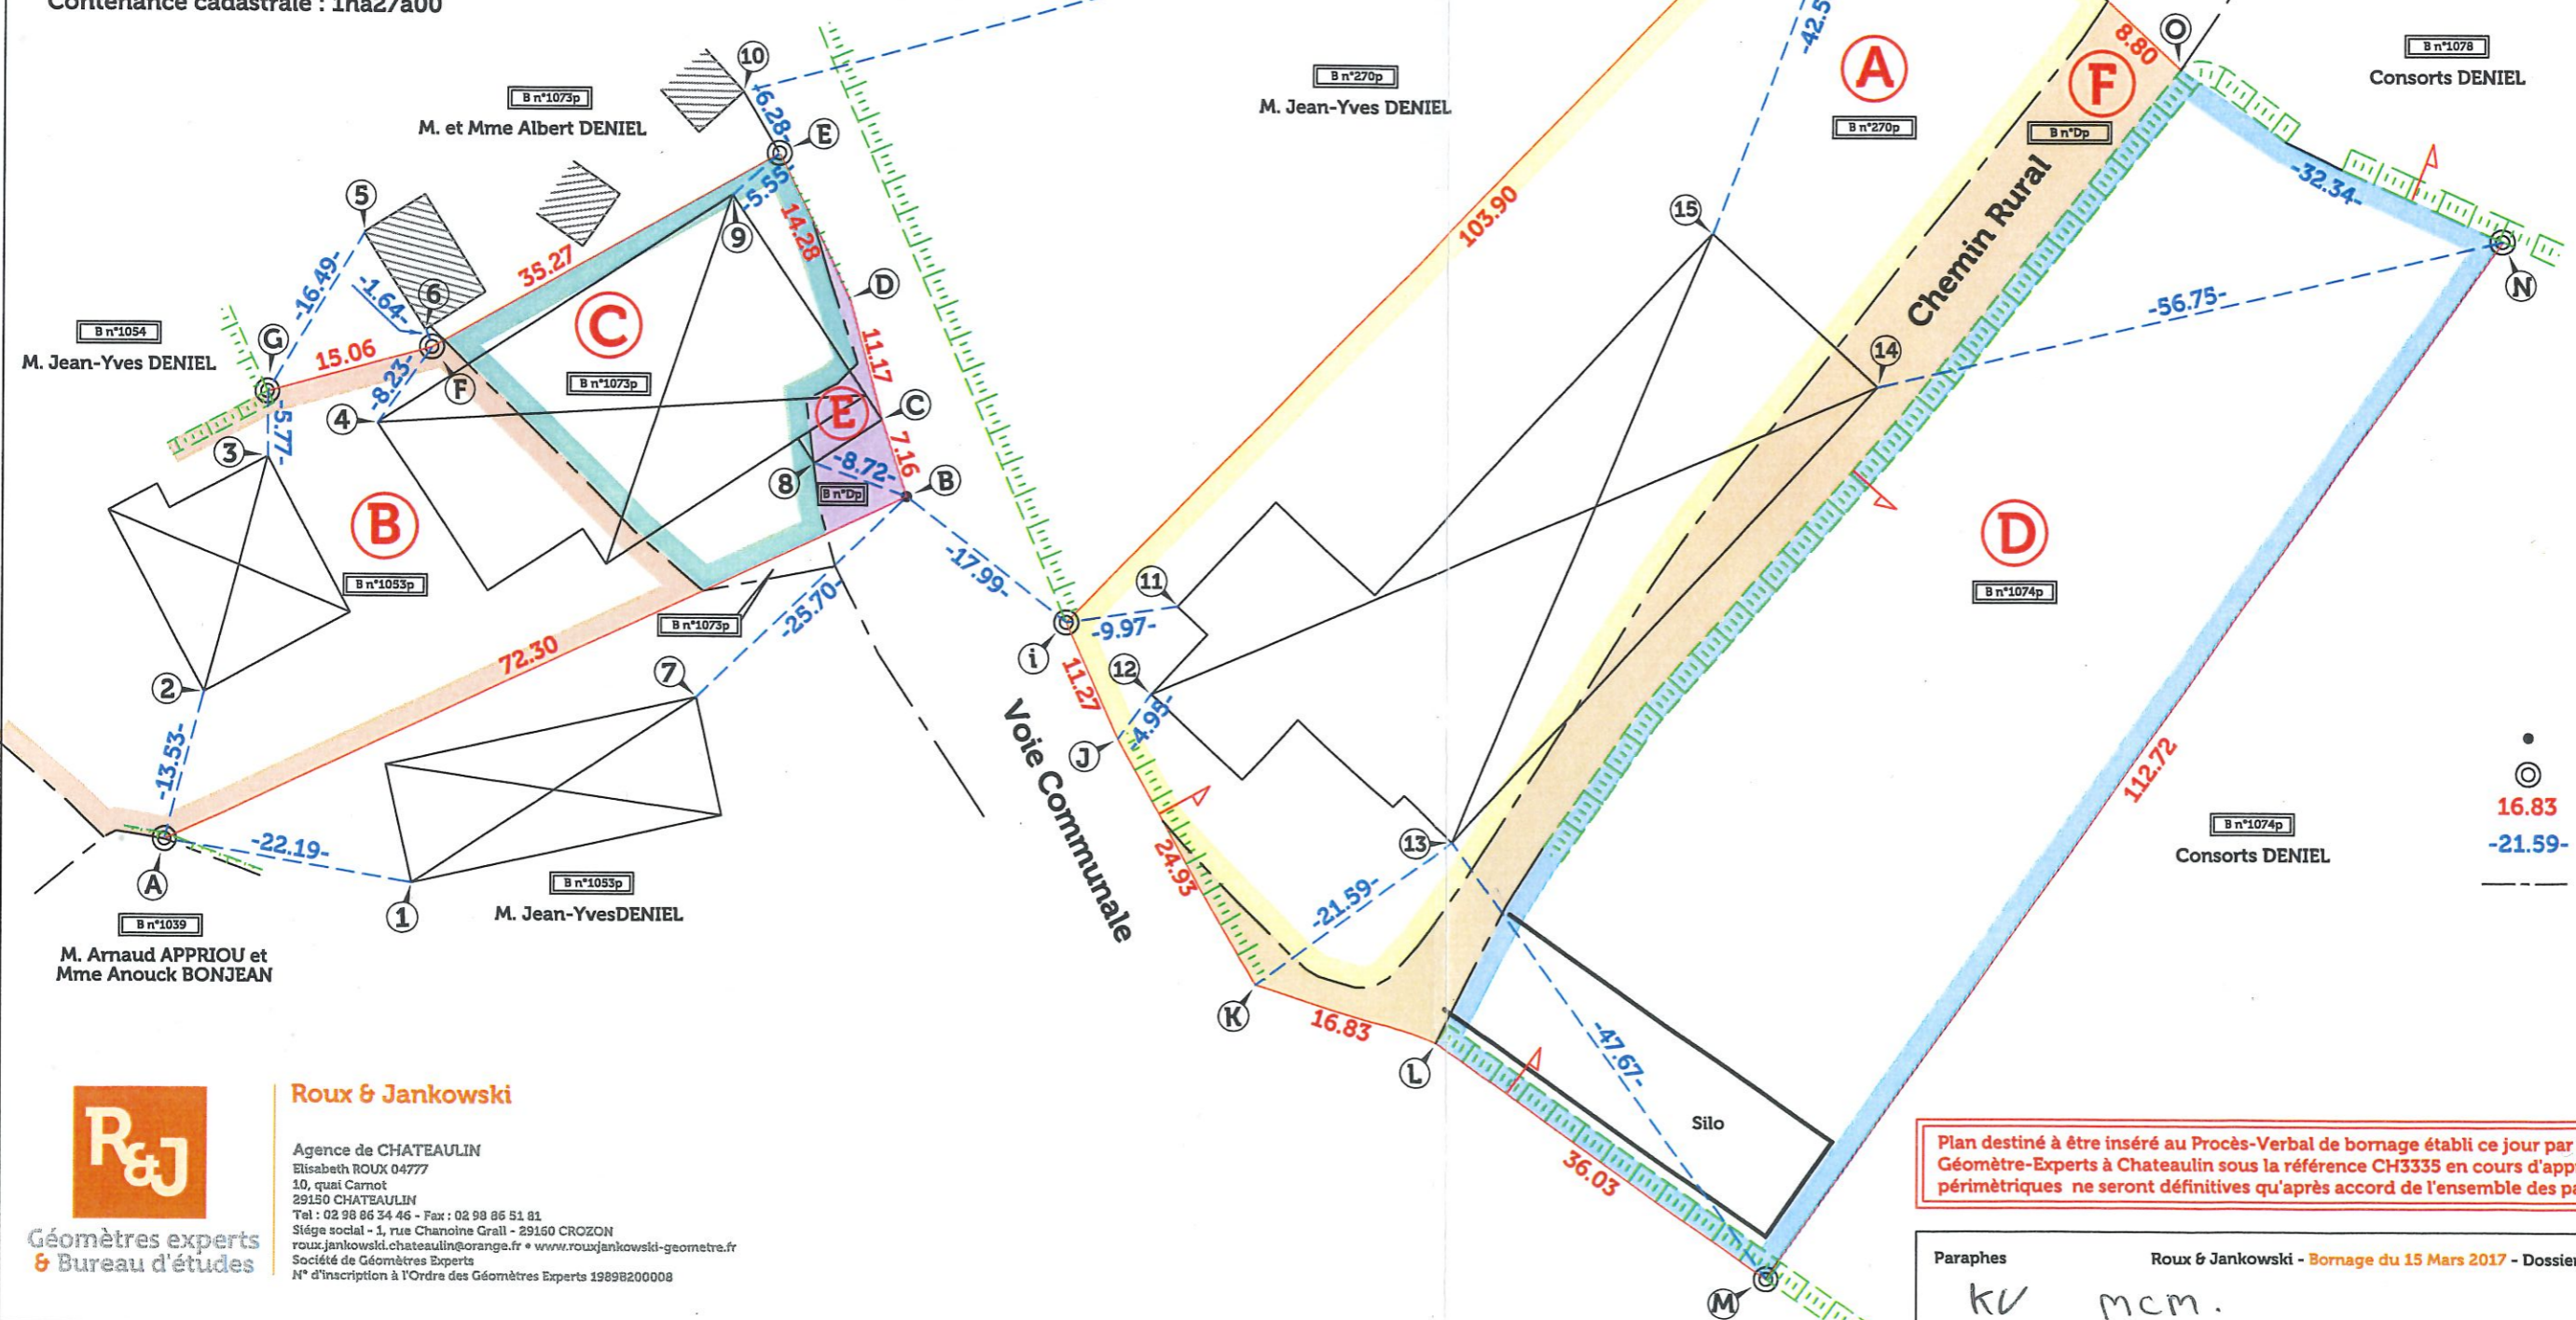 Contenance cadastrale : 1ha27a00
10
B n°1073p
M. et Mme Albert DENIEL
-6.28-
E
-5.55-
9
14.28
D
5
-16.49-
-1.64-
6
35.27
C
B n°1073p
11.17
E
C
7.16
-8.72-
8
B n°Dp
B
B n°1054
M. Jean-Yves DENIEL
G
15.06
-8.23-
F
4
-5.77-
3
B
B n°1053p
2
-13.53-
72.30
B n°1073p
-25.70-
7
-17.99-
A
-22.19-
1
B n°1039
M. Arnaud APPRIOU et
Mme Anouck BONJEAN
B n°1053p
M. Jean-YvesDENIEL
B n°270p
M. Jean-Yves DENIEL
103.90
A
B n°270p
8.80
F
B n°Dp
O
B n°1078
Consorts DENIEL
-32.34-
N
Chemin Rural
15
14
-56.75-
D
B n°1074p
11
-9.97-
i
12
11.27
4.95-
J
Voie Communale
24.93
13
-21.59-
K
16.83
L
-47.67-
Silo
36.03
M
112.72
B n°1074p
Consorts DENIEL
16.83
-21.59-
R&J
Géomètres experts
& Bureau d'études
Roux & Jankowski
Agence de CHATEAULIN
Elisabeth ROUX 04777
10, quai Carnot
29150 CHATEAULIN
Tel : 02 98 86 34 46 - Fax : 02 98 86 51 81
Siége social - 1, rue Chanoine Grall - 29160 CROZON
roux.jankowski.chateaulin@orange.fr • www.rouxjankowski-geometre.fr
Société de Géomètres Experts
N° d'inscription à l'Ordre des Géomètres Experts 1989B200008
Plan destiné à être inséré au Procès-Verbal de bornage établi ce jour par
Géomètre-Experts à Chateaulin sous la référence CH3335 en cours d'app
périmètriques ne seront définitives qu'après accord de l'ensemble des pa
Paraphes
Roux & Jankowski - Bornage du 15 Mars 2017 - Dossier
KV mcm.